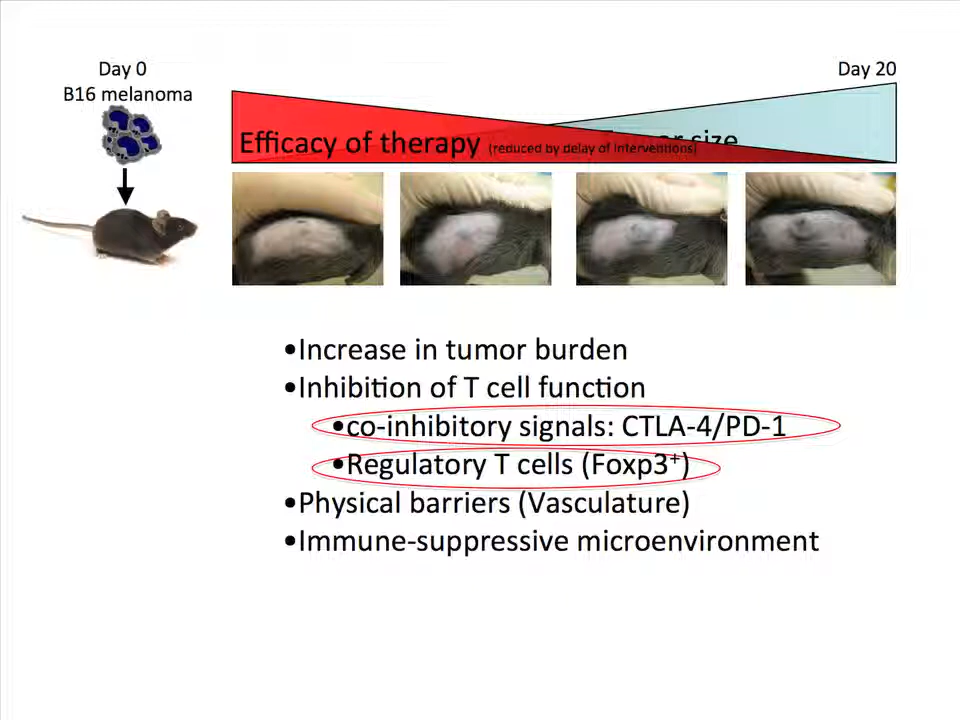 Day 0
B16 melanoma
Day 20
Efficacy of therapy (reduced by delay of interventions)
size
•Increase in tumor burden
•Inhibition of T cell function
•co-inhibitory signals: CTLA-4/PD-1
•Regulatory T cells (Foxp3⁺)
•Physical barriers (Vasculature)
•Immune-suppressive microenvironment